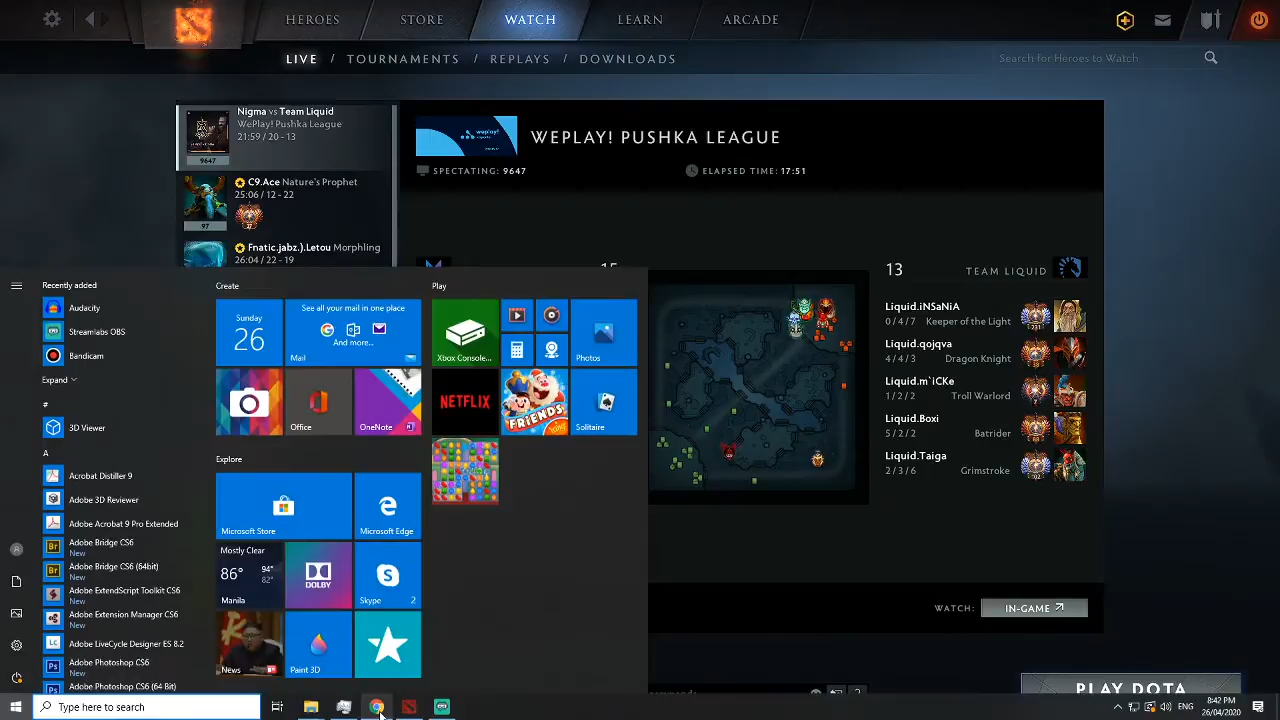 HEROES
STORE
WATCH
LEARN
ARCADE
LIVE / TOURNAMENTS / REPLAYS / DOWNLOADS
Search for Heroes to Watch
Nigma vs Team Liquid
WePlay! Pushka League
21:59 / 20 - 13
9647
C9.Ace Nature's Prophet
25:06 / 12 - 22
97
Fnatic.jabz.).Letou Morphling
26:04 / 22 - 19
WEPLAY! PUSHKA LEAGUE
SPECTATING: 9647
ELAPSED TIME: 17:51
13 TEAM LIQUID
Liquid.iNSaNiA
0 / 4 / 7 Keeper of the Light
Liquid.qojqva
4 / 4 / 3 Dragon Knight
Liquid.m`iCKe
1 / 2 / 2 Troll Warlord
Liquid.Boxi
5 / 2 / 2 Batrider
Liquid.Taiga
2 / 3 / 6 Grimstroke
WATCH: IN-GAME
PLAY DOTA
Recently added
Audacity
Streamlabs OBS
Bandicam
Expand
#
3D Viewer
A
Acrobat Distiller 9
Adobe 3D Reviewer
Adobe Acrobat 9 Pro Extended
Adobe Bridge CS6
New
Adobe Bridge CS6 (64bit)
New
Adobe ExtendScript Toolkit CS6
New
Adobe Extension Manager CS6
New
Adobe LiveCycle Designer ES 8.2
Adobe Photoshop CS6
New
Adobe Photoshop CS6 (64 Bit)
Create
Sunday
26
See all your mail in one place
And more...
Mail
Office
OneNote
Explore
Microsoft Store
Microsoft Edge
Mostly Clear
86° 94° 82°
Manila
DOLBY
Skype 2
News
Paint 3D
Play
Xbox Console...
Photos
NETFLIX
FRIENDS
King
Solitaire
Type here to search
ENG
8:42 PM
26/04/2020